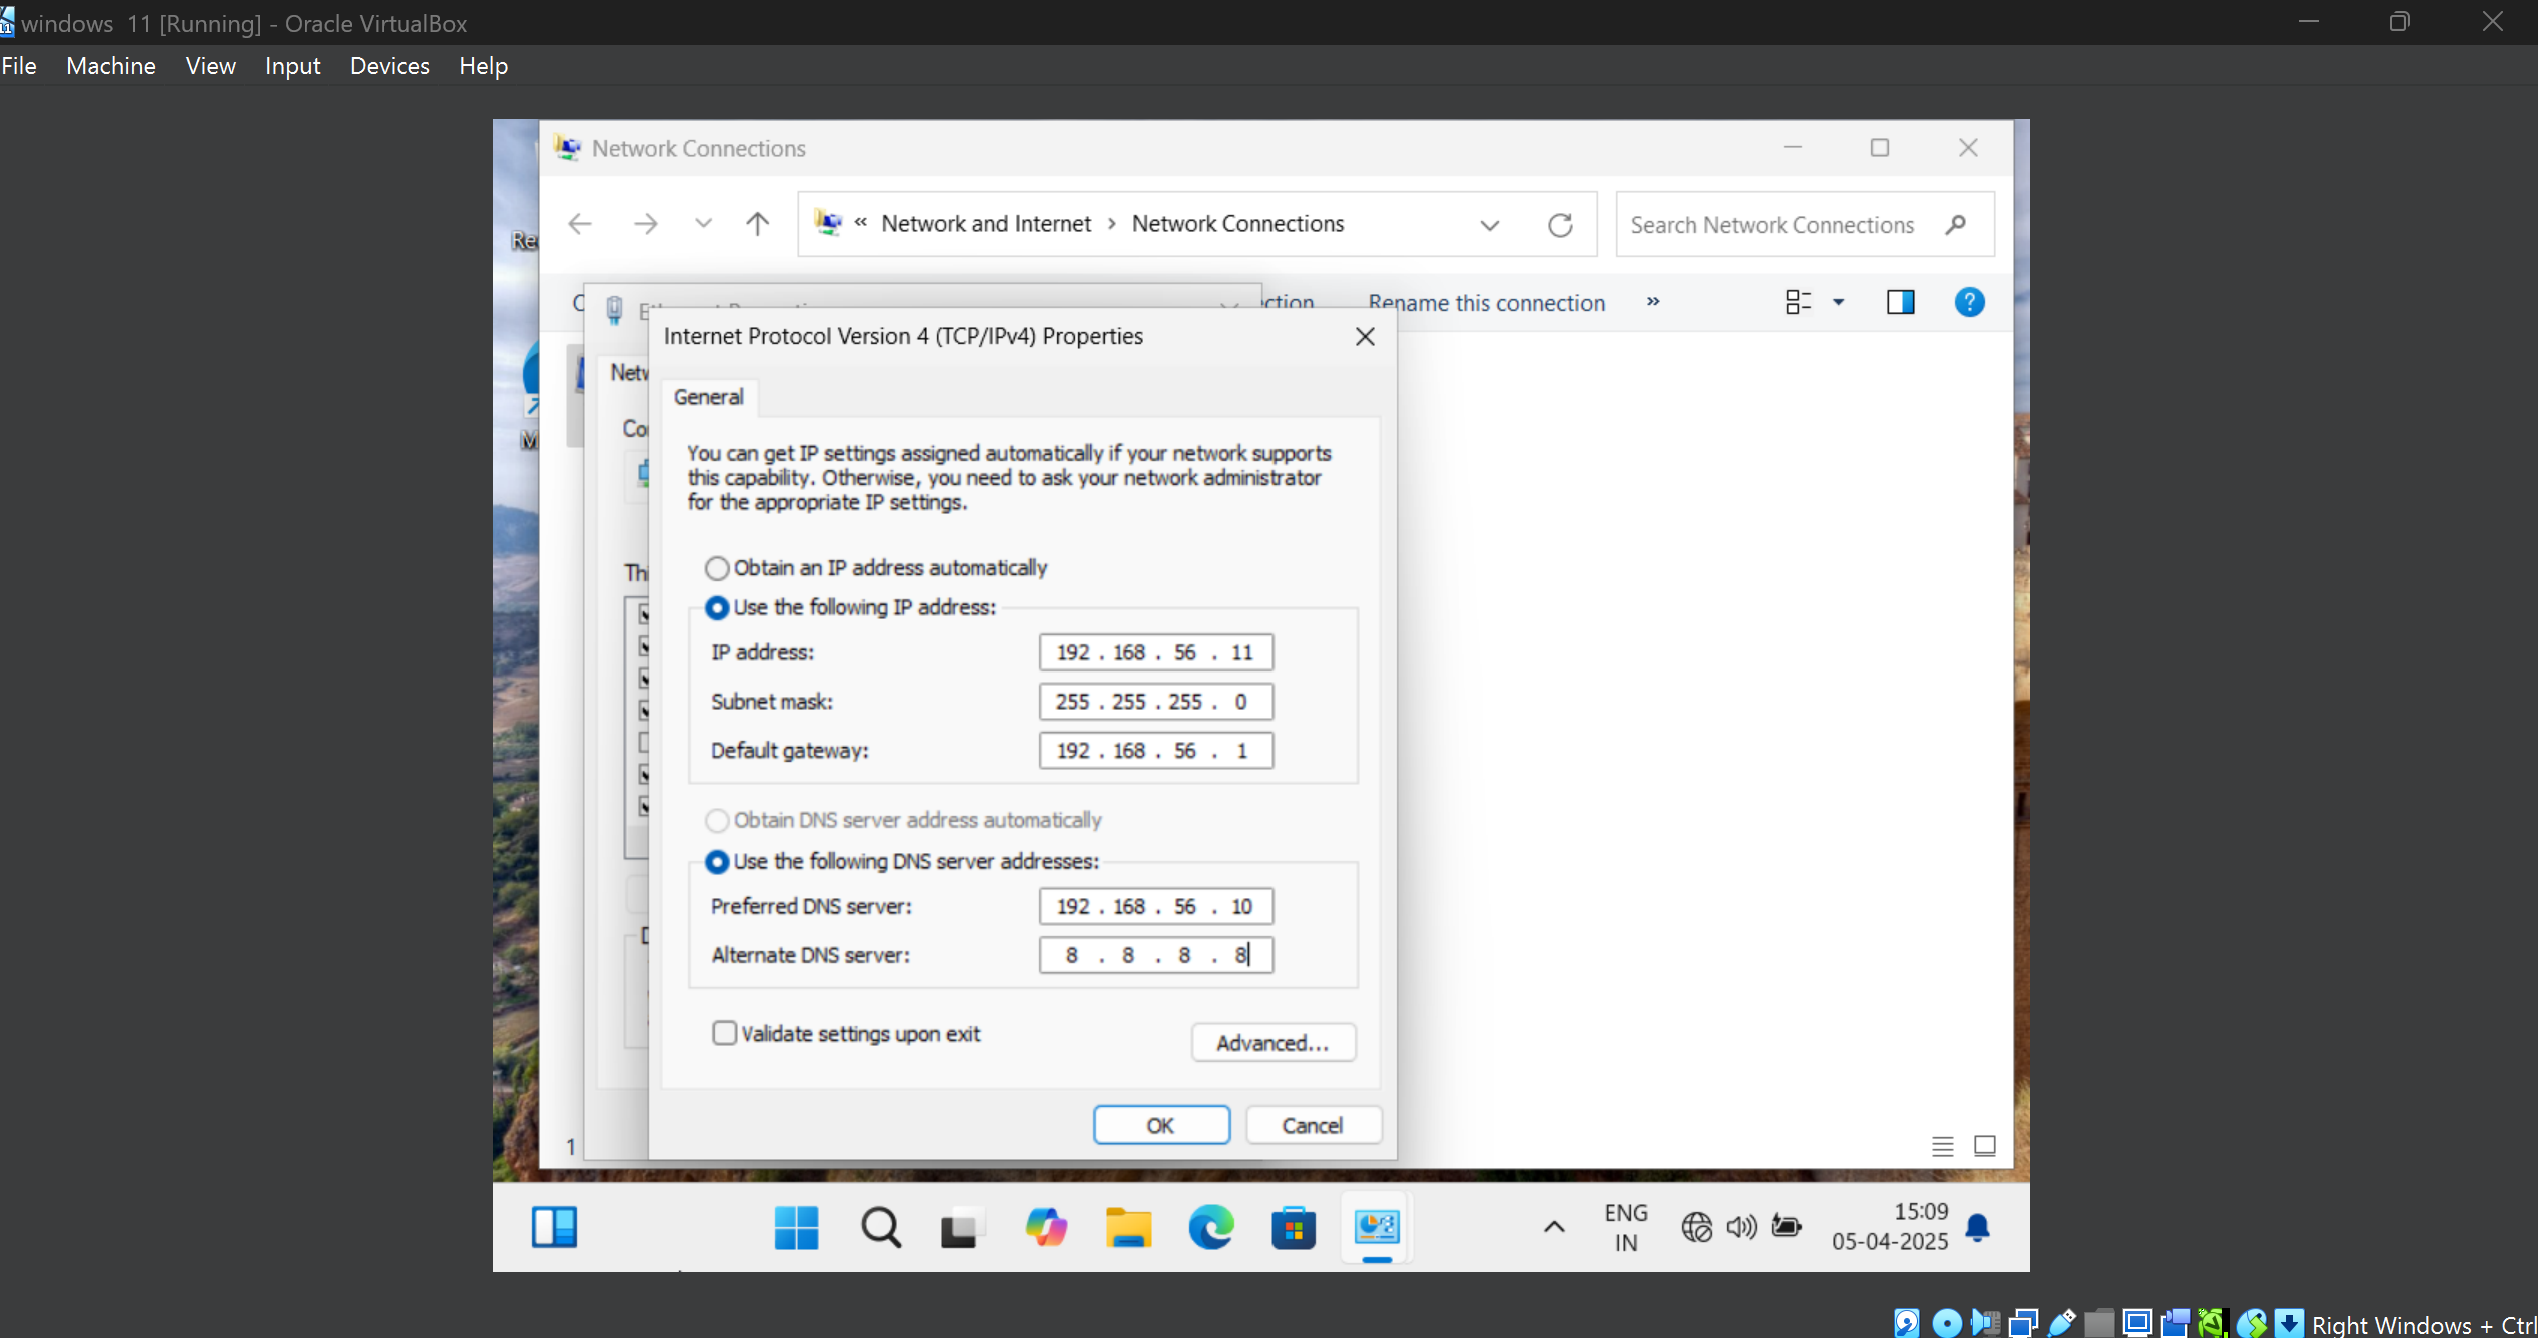 windows 11 [Running] - Oracle VirtualBox
File Machine View Input Devices Help
Network Connections
« Network and Internet › Network Connections
Search Network Connections
Rename this connection »
Internet Protocol Version 4 (TCP/IPv4) Properties
General
You can get IP settings assigned automatically if your network supports
this capability. Otherwise, you need to ask your network administrator
for the appropriate IP settings.
Obtain an IP address automatically
Use the following IP address:
IP address: 192 . 168 . 56 . 11
Subnet mask: 255 . 255 . 255 . 0
Default gateway: 192 . 168 . 56 . 1
Obtain DNS server address automatically
Use the following DNS server addresses:
Preferred DNS server: 192 . 168 . 56 . 10
Alternate DNS server: 8 . 8 . 8 . 8
Validate settings upon exit
Advanced...
OK Cancel
1
ENG
IN
15:09
05-04-2025
Right Windows + Ctrl